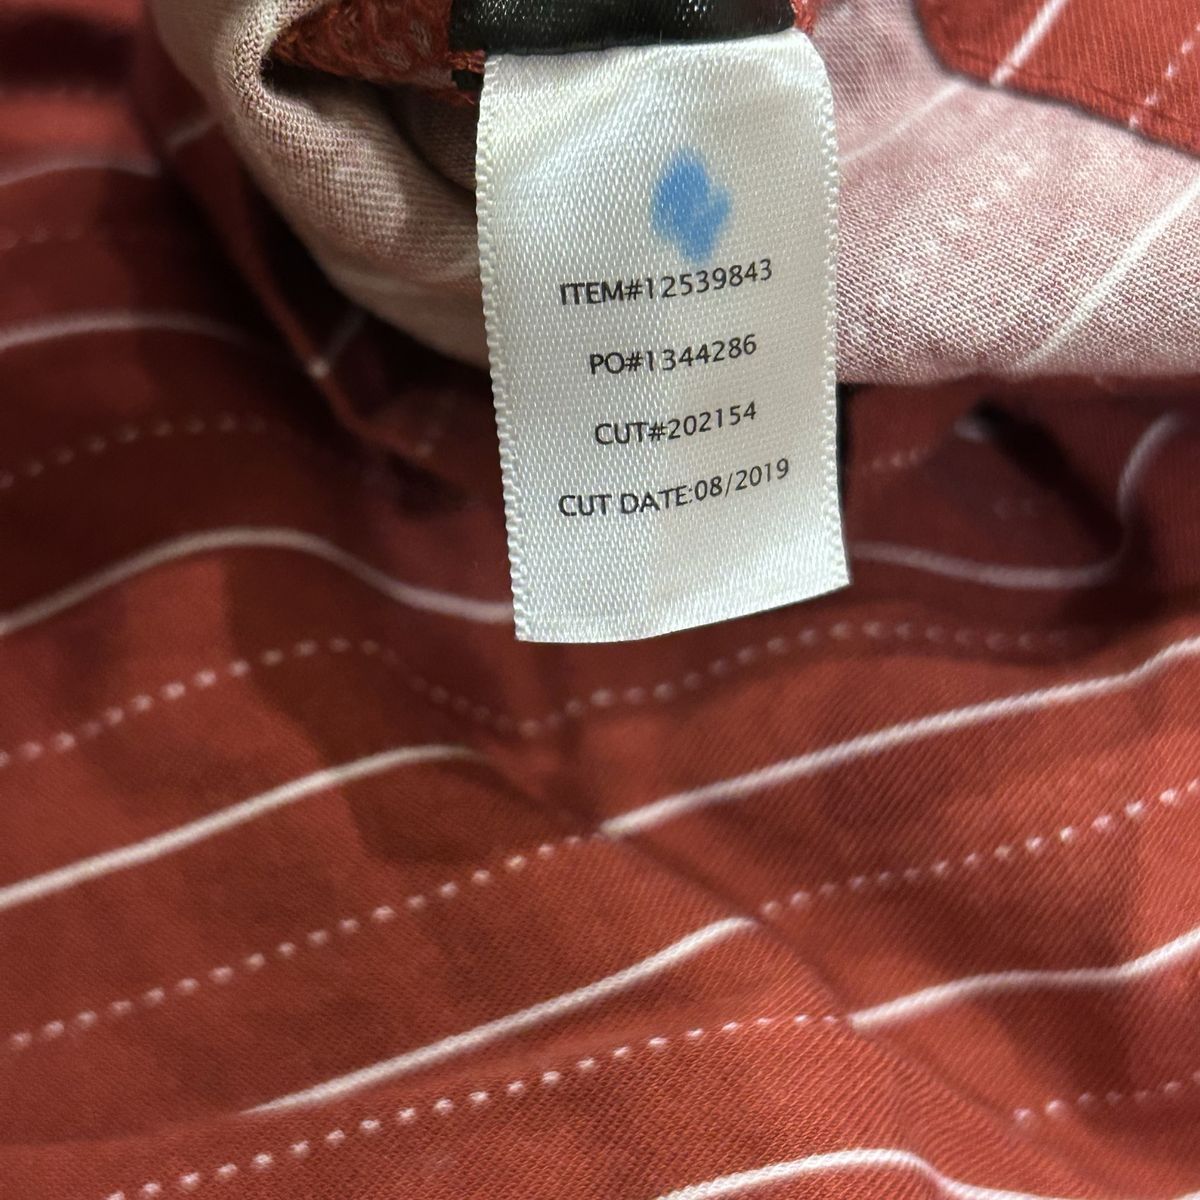 ITEM#12539843
PO#1344286
CUT#202154
CUT DATE:08/2019